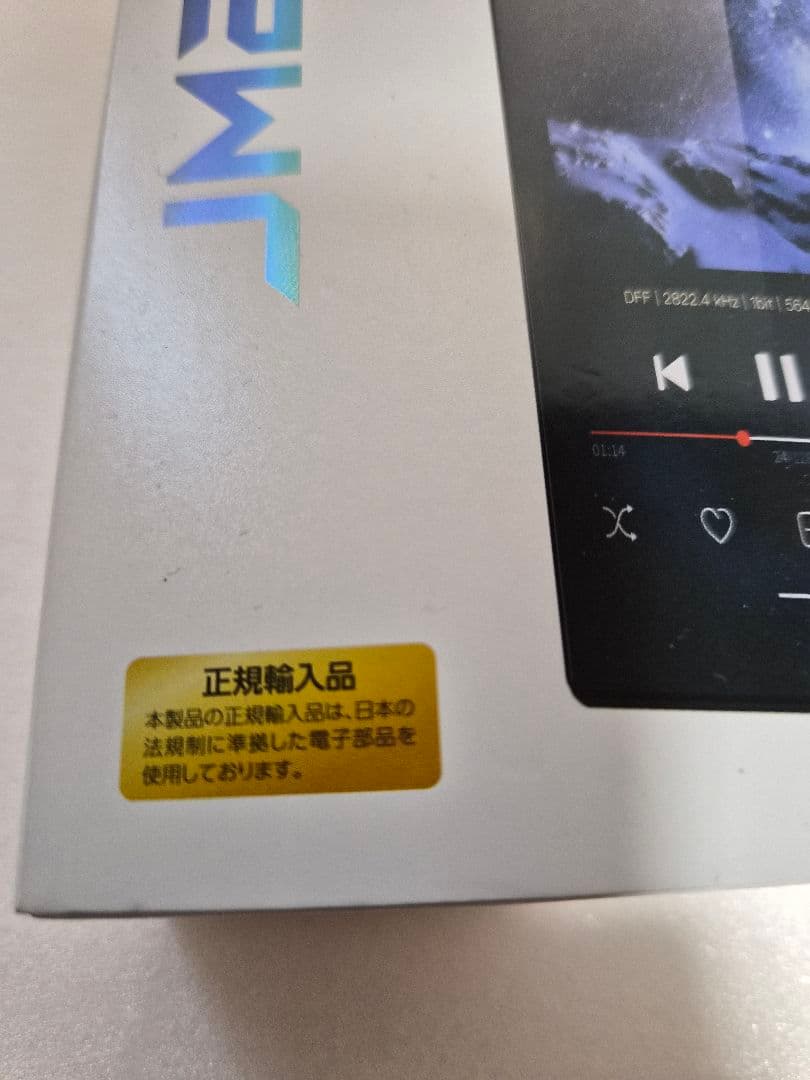 JM
DFF | 2822.4 kHz | 1bit | 564
01:14
正規輸入品
本製品の正規輸入品は、日本の
法規制に準拠した電子部品を
使用しております。